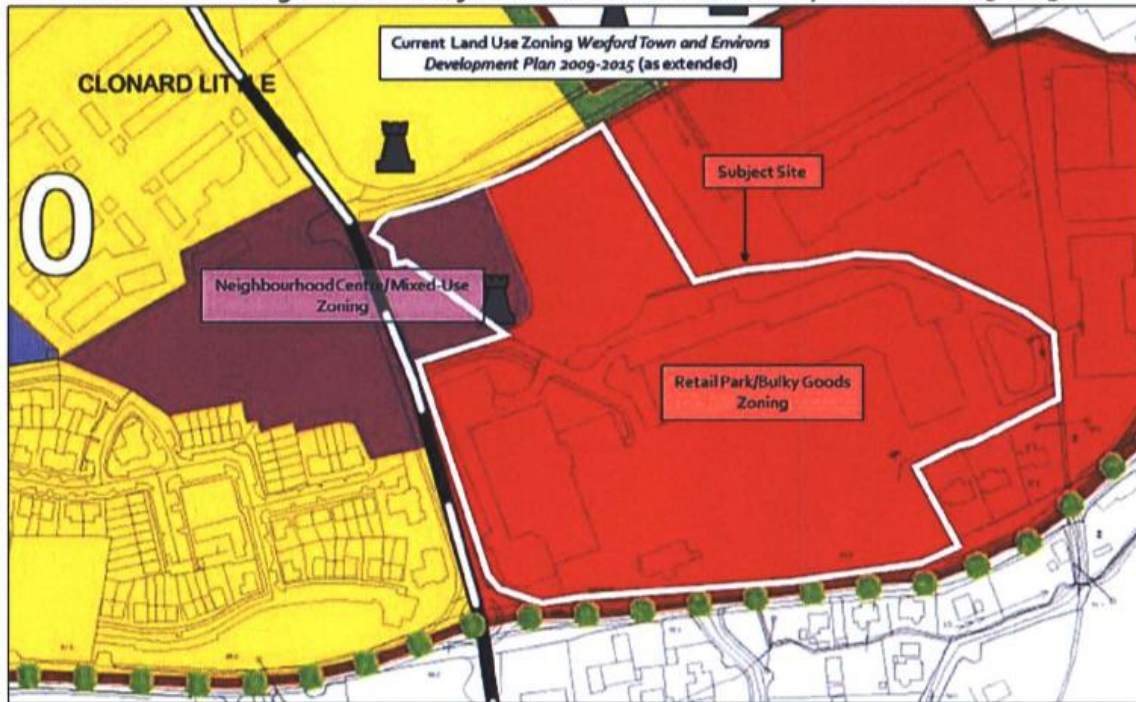 Current Land Use Zoning Wexford Town and Environs
Development Plan 2009-2015 (as extended)
CLONARD LITTLE
Subject Site
0
Neighbourhood Centre/Mixed-Use
Zoning
Retail Park/Bulky Goods
Zoning